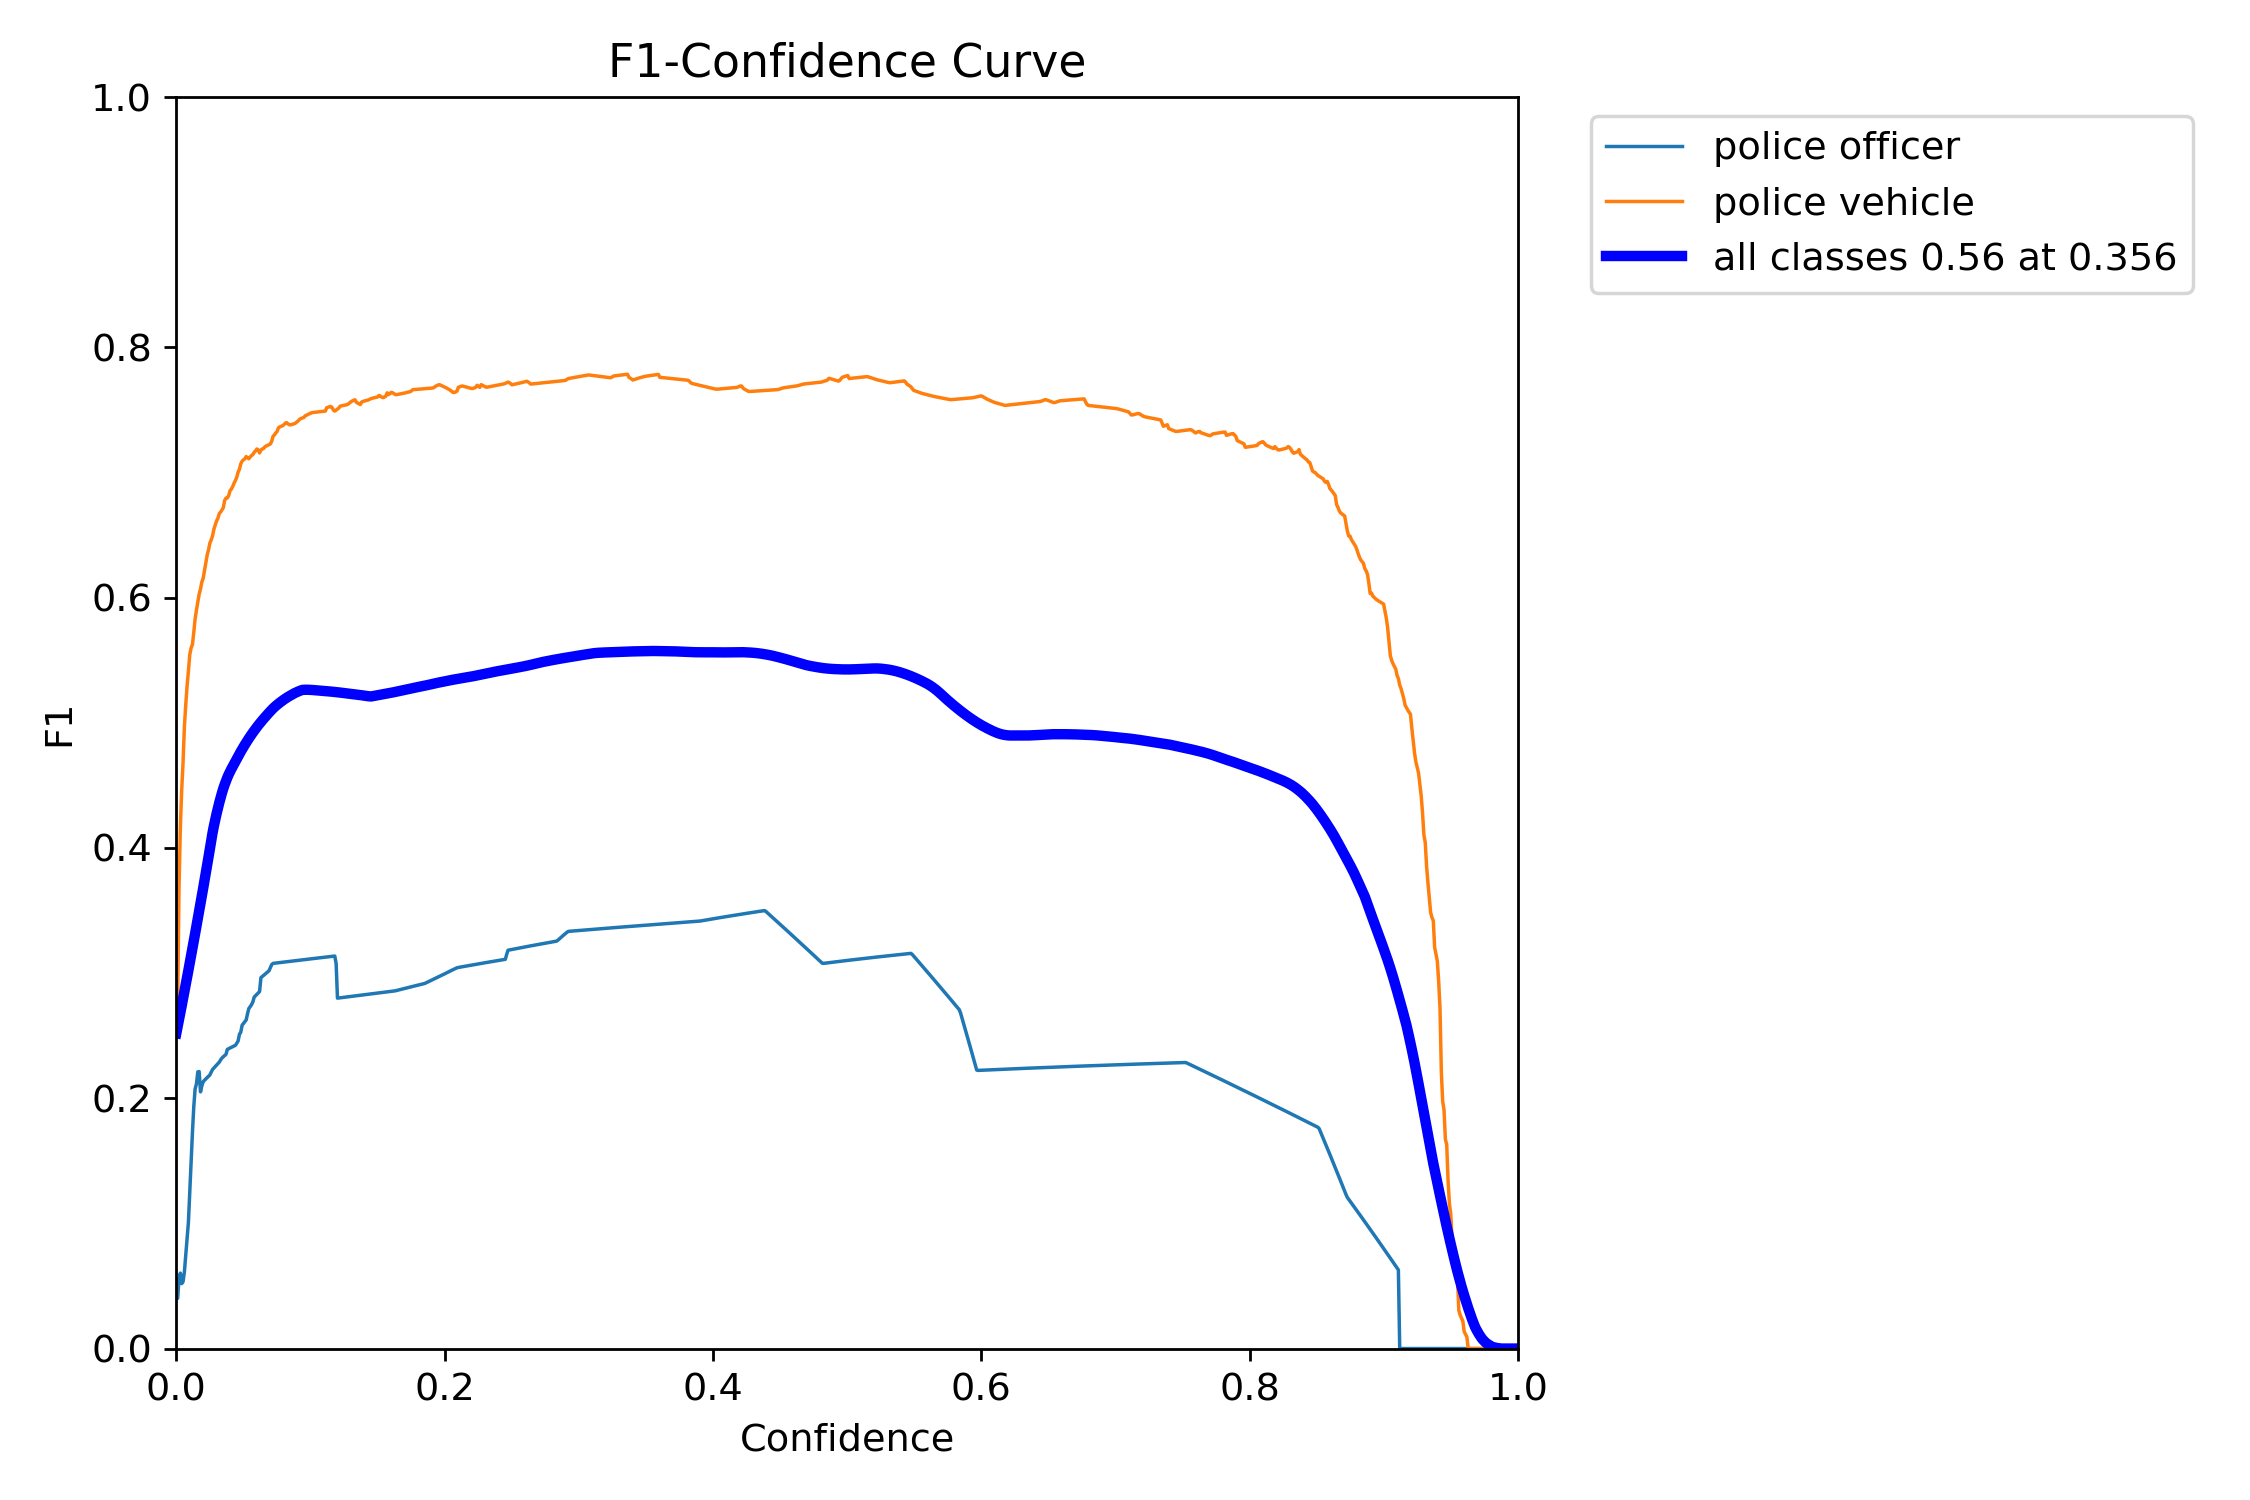 F1-Confidence Curve
1.0
0.8
0.6
0.4
0.2
0.0
F1
0.0 0.2 0.4 0.6 0.8 1.0
Confidence
police officer
police vehicle
all classes 0.56 at 0.356